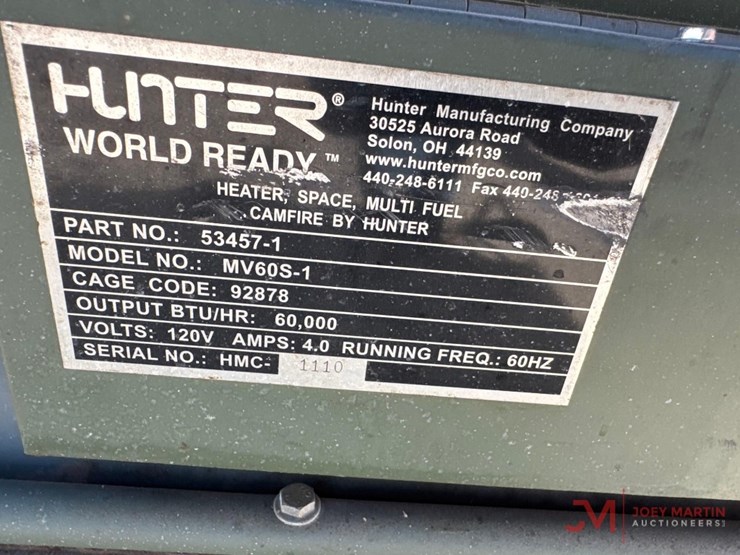 HUNTER®
WORLD READY™
Hunter Manufacturing Company
30525 Aurora Road
Solon, OH 44139
www.huntermfgco.com
440-248-6111 Fax
HEATER, SPACE, MULTI FUEL
CAMFIRE BY HUNTER
PART NO.: 53457-1
MODEL NO.: MV60S-1
CAGE CODE: 92878
OUTPUT BTU/HR: 60,000
VOLTS: 120V AMPS: 4.0 RUNNING FREQ.: 60HZ
SERIAL NO.: HMC- 1110
JM JOEY MARTIN
AUCTIONEERS